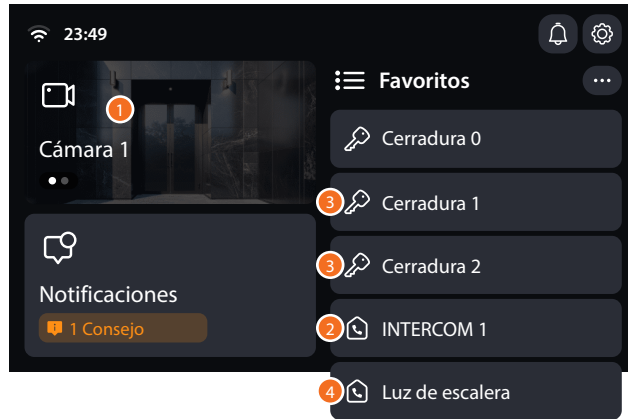 23:49
1
Cámara 1
Notificaciones
1 Consejo
Favoritos
Cerradura 0
3 Cerradura 1
3 Cerradura 2
2 INTERCOM 1
4 Luz de escalera